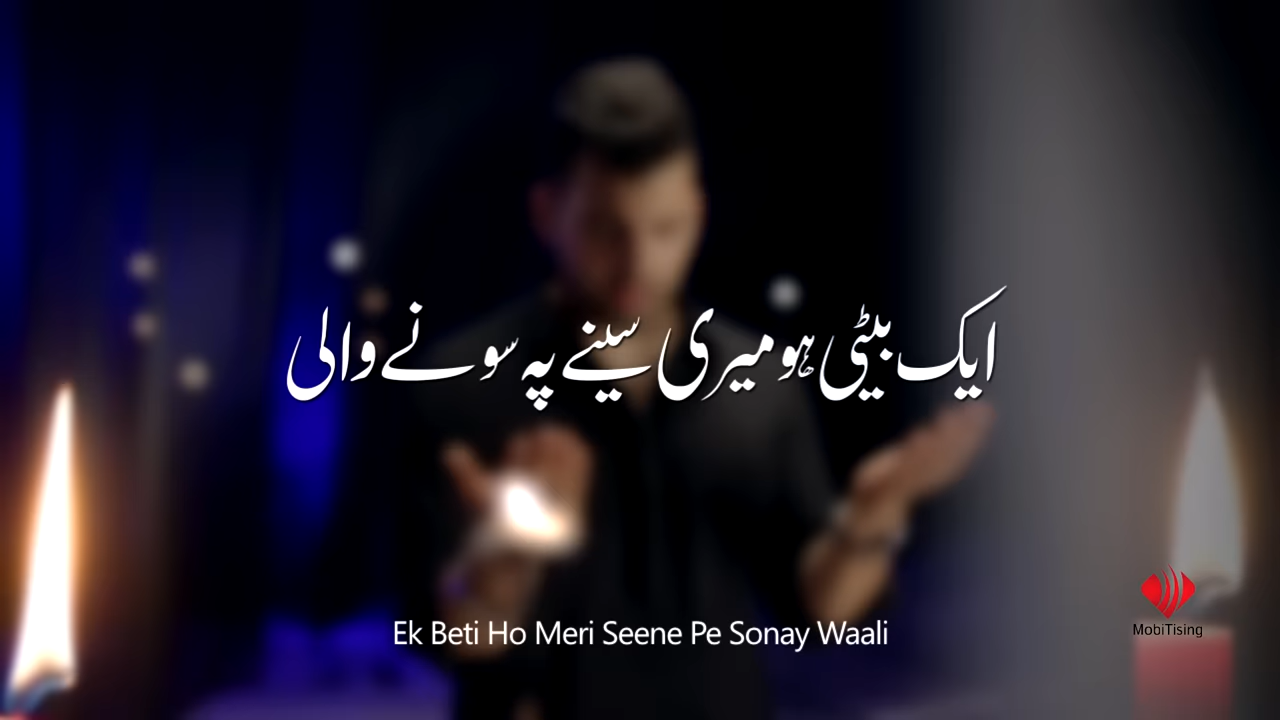 ایک بیٹی ہو میری سینے پہ سونے والی
Ek Beti Ho Meri Seene Pe Sonay Waali
MobiTising